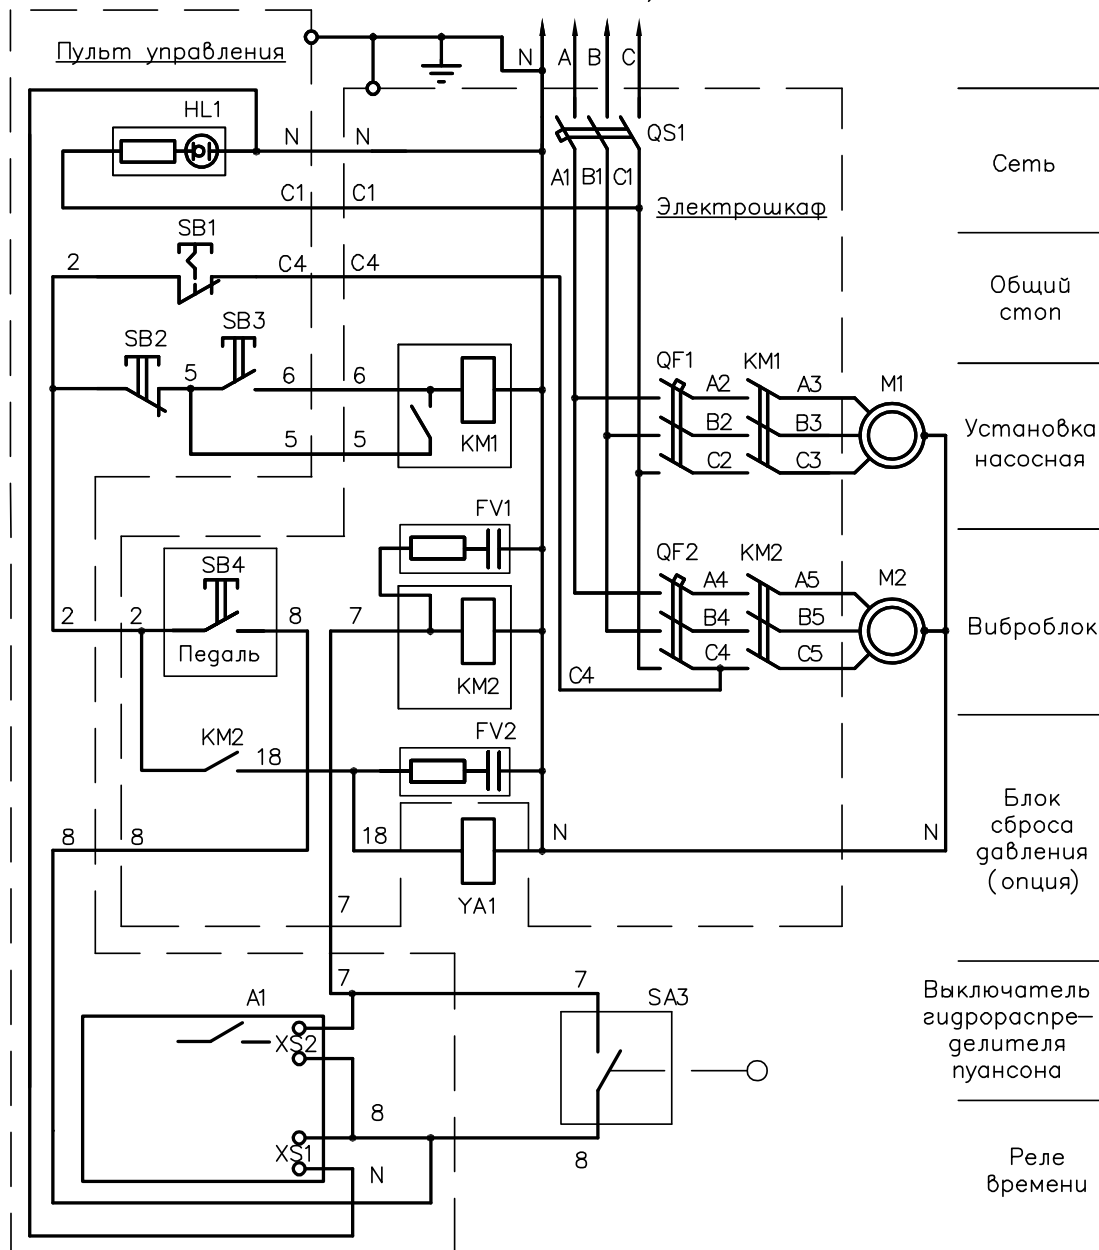 Пульт управления
N
A
B
C
HL1
N
N
QS1
A1
B1
C1
Сеть
C1
C1
Электрошкаф
SB1
2
C4
C4
Общий
стоп
SB2
SB3
5
6
6
QF1
A2
KM1
A3
M1
B2
B3
5
5
KM1
C2
C3
Установка
насосная
FV1
SB4
QF2
A4
KM2
A5
M2
2
2
8
7
B4
B5
Виброблок
Педаль
KM2
C4
C4
C5
KM2
18
FV2
8
8
18
N
N
YA1
Блок
сброса
давления
(опция)
7
7
7
A1
SA3
XS2
Выключатель
гидрораспре–
делителя
пуансона
8
XS1
N
8
Реле
времени